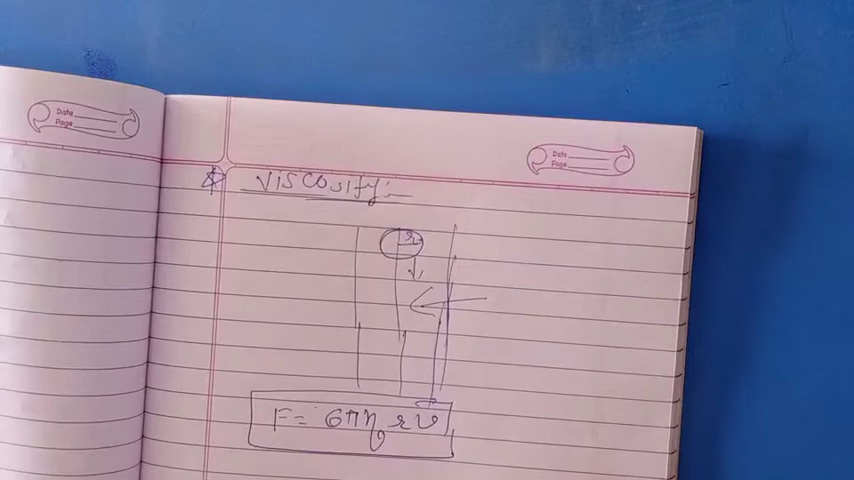 Date
Page
Date
Page
Viscosity:-
r
F = 6πη r v